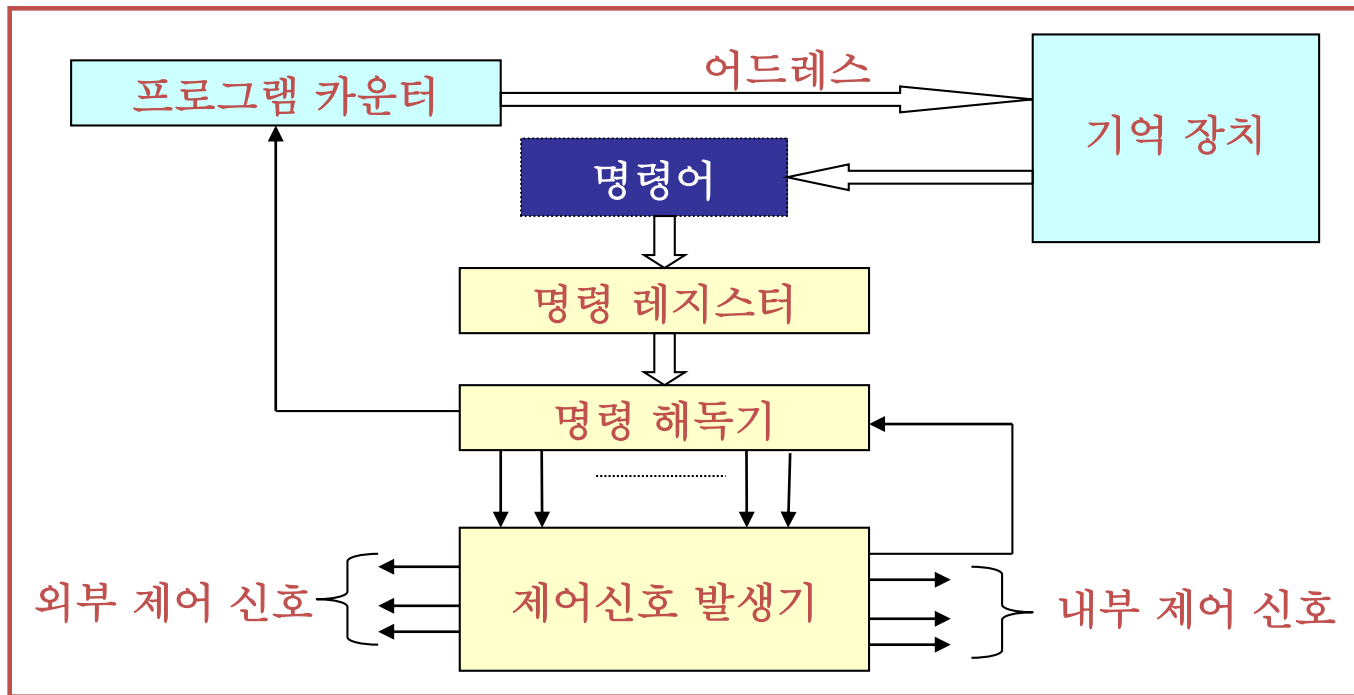 어드레스
프로그램 카운터
기억 장치
명령어
명령 레지스터
명령 해독기
외부 제어 신호
제어신호 발생기
내부 제어 신호